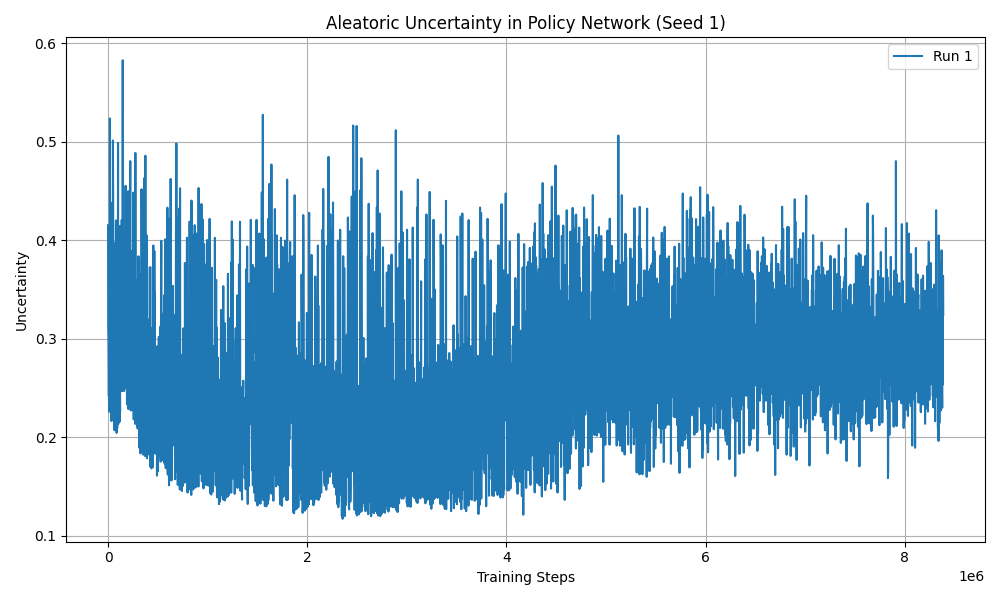 Aleatoric Uncertainty in Policy Network (Seed 1)
Run 1
Uncertainty
0.6
0.5
0.4
0.3
0.2
0.1
0 2 4 6 8
1e6
Training Steps